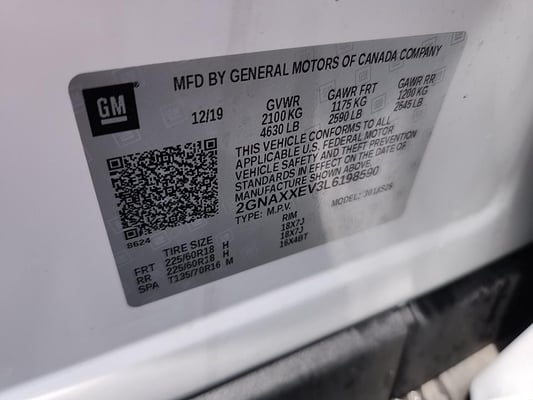 MFD BY GENERAL MOTORS OF CANADA COMPANY
GM
12/19 GVWR GAWR FRT GAWR RR
2100 KG 1175 KG 1200 KG
4630 LB 2590 LB 2645 LB
THIS VEHICLE CONFORMS TO ALL
APPLICABLE U.S. FEDERAL MOTOR
VEHICLE SAFETY AND THEFT PREVENTION
STANDARDS IN EFFECT ON THE DATE OF
MANUFACTURE SHOWN ABOVE.
2GNAXXEV3L6198590
TYPE: M.P.V. MODEL:
8624
TIRE SIZE RIM
FRT 225/60R18 H 18X7J
RR 225/60R18 H 18X7J
SPA T135/70R16 M 16X4BT